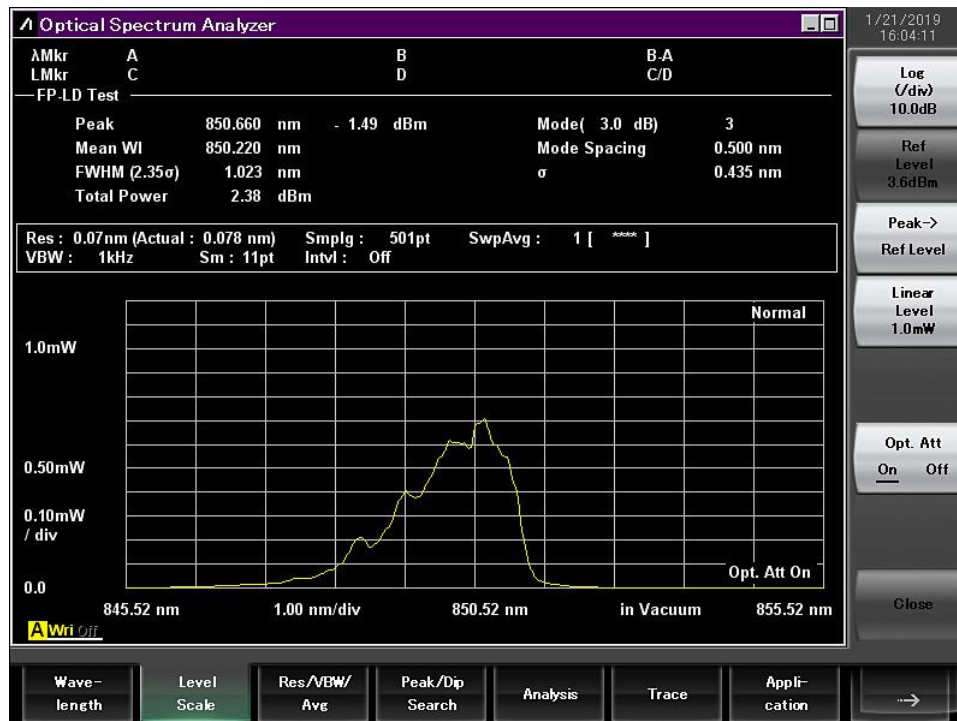 Optical Spectrum Analyzer
1/21/2019
16:04:11
λMkr A B B-A
LMkr C D C/D
FP-LD Test
Peak 850.660 nm - 1.49 dBm Mode( 3.0 dB) 3
Mean Wl 850.220 nm Mode Spacing 0.500 nm
FWHM (2.35σ) 1.023 nm σ 0.435 nm
Total Power 2.38 dBm
Res : 0.07nm (Actual : 0.078 nm) Smplg : 501pt SwpAvg : 1 [ **** ]
VBW : 1kHz Sm : 11pt Intvl : Off
Normal
1.0mW
0.50mW
0.10mW
/ div
0.0
Opt. Att On
845.52 nm 1.00 nm/div 850.52 nm in Vacuum 855.52 nm
A Wri Off
Log
(/div)
10.0dB
Ref
Level
3.6dBm
Peak->
Ref Level
Linear
Level
1.0mW
Opt. Att
On Off
Close
Wave-
length
Level
Scale
Res/VBW/
Avg
Peak/Dip
Search
Analysis
Trace
Appli-
cation